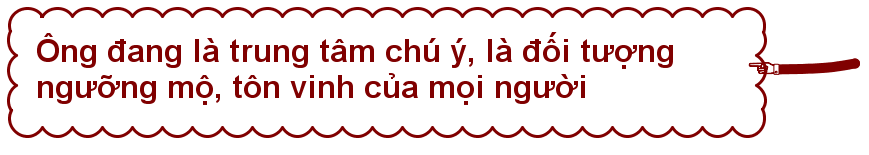 Ông đang là trung tâm chú ý, là đối tượng
ngưỡng mộ, tôn vinh của mọi người